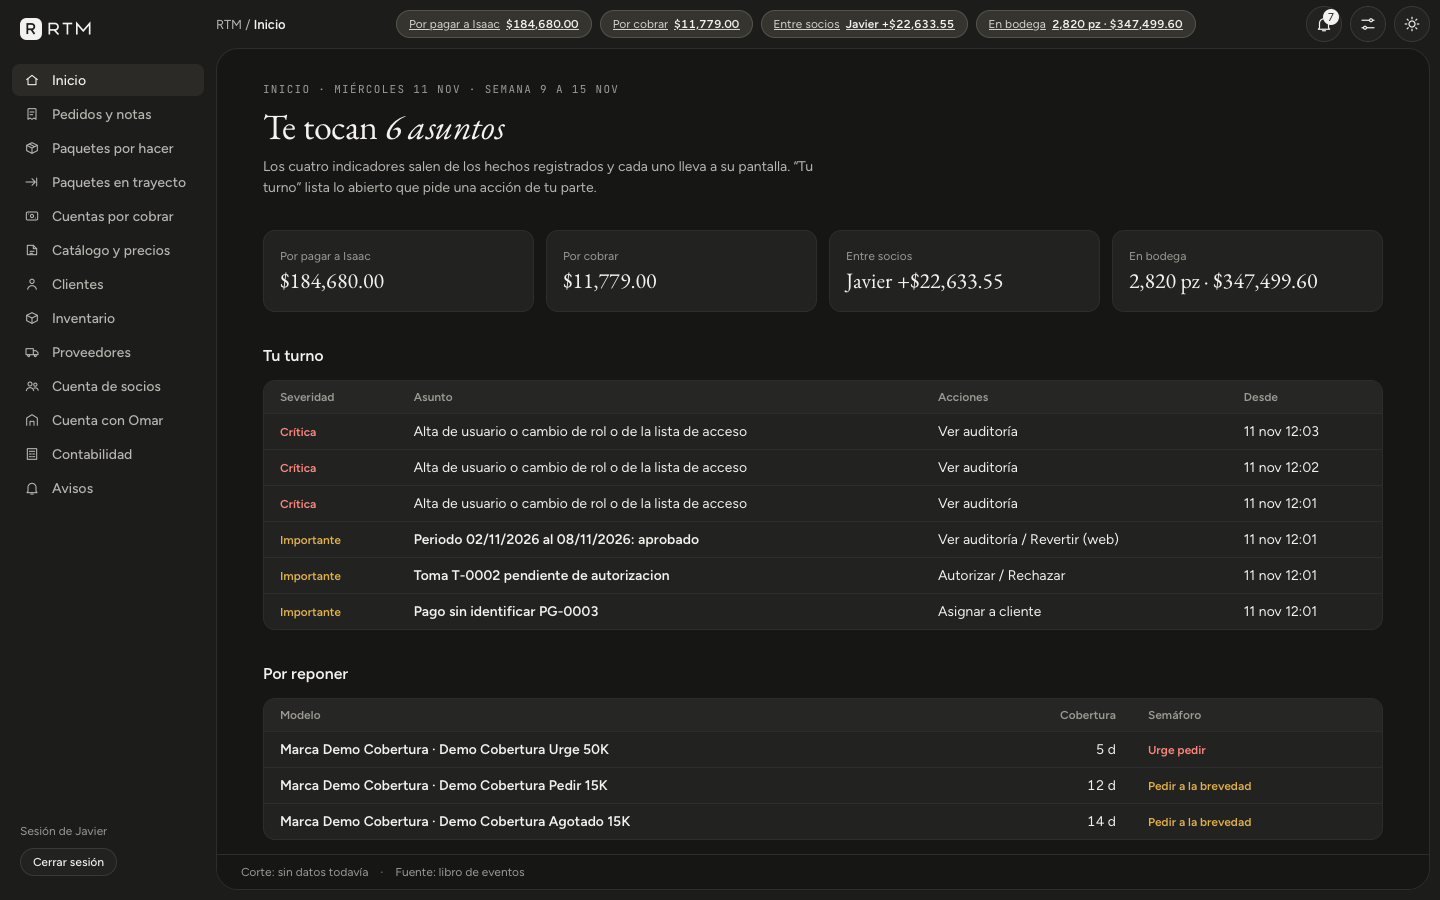 R RTM
RTM / Inicio
Por pagar a Isaac $184,680.00
Por cobrar $11,779.00
Entre socios Javier +$22,633.55
En bodega 2,820 pz · $347,499.60
7
Inicio
Pedidos y notas
Paquetes por hacer
Paquetes en trayecto
Cuentas por cobrar
Catálogo y precios
Clientes
Inventario
Proveedores
Cuenta de socios
Cuenta con Omar
Contabilidad
Avisos
Sesión de Javier
Cerrar sesión
INICIO · MIÉRCOLES 11 NOV · SEMANA 9 A 15 NOV
Te tocan 6 asuntos
Los cuatro indicadores salen de los hechos registrados y cada uno lleva a su pantalla. “Tu
turno” lista lo abierto que pide una acción de tu parte.
Por pagar a Isaac
$184,680.00
Por cobrar
$11,779.00
Entre socios
Javier +$22,633.55
En bodega
2,820 pz · $347,499.60
Tu turno
Severidad Asunto Acciones Desde
Crítica Alta de usuario o cambio de rol o de la lista de acceso Ver auditoría 11 nov 12:03
Crítica Alta de usuario o cambio de rol o de la lista de acceso Ver auditoría 11 nov 12:02
Crítica Alta de usuario o cambio de rol o de la lista de acceso Ver auditoría 11 nov 12:01
Importante Periodo 02/11/2026 al 08/11/2026: aprobado Ver auditoría / Revertir (web) 11 nov 12:01
Importante Toma T-0002 pendiente de autorizacion Autorizar / Rechazar 11 nov 12:01
Importante Pago sin identificar PG-0003 Asignar a cliente 11 nov 12:01
Por reponer
Modelo Cobertura Semáforo
Marca Demo Cobertura · Demo Cobertura Urge 50K 5 d Urge pedir
Marca Demo Cobertura · Demo Cobertura Pedir 15K 12 d Pedir a la brevedad
Marca Demo Cobertura · Demo Cobertura Agotado 15K 14 d Pedir a la brevedad
Corte: sin datos todavía · Fuente: libro de eventos